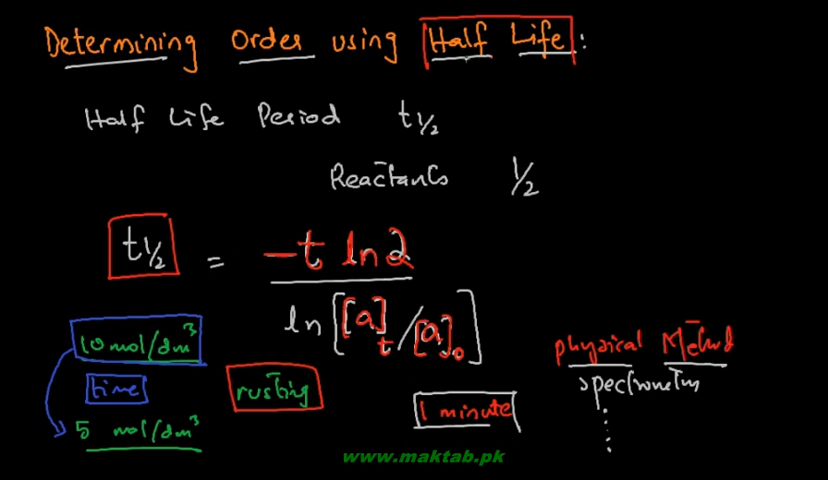 Determining Order using Half Life :
Half Life Period t½
Reactants ½
t½ = -t ln2 / ln [[a]t/[a]o]
10 mol/dm³
time
5 mol/dm³
rusting
1 minute
physical Method
spectrometry
www.maktab.pk